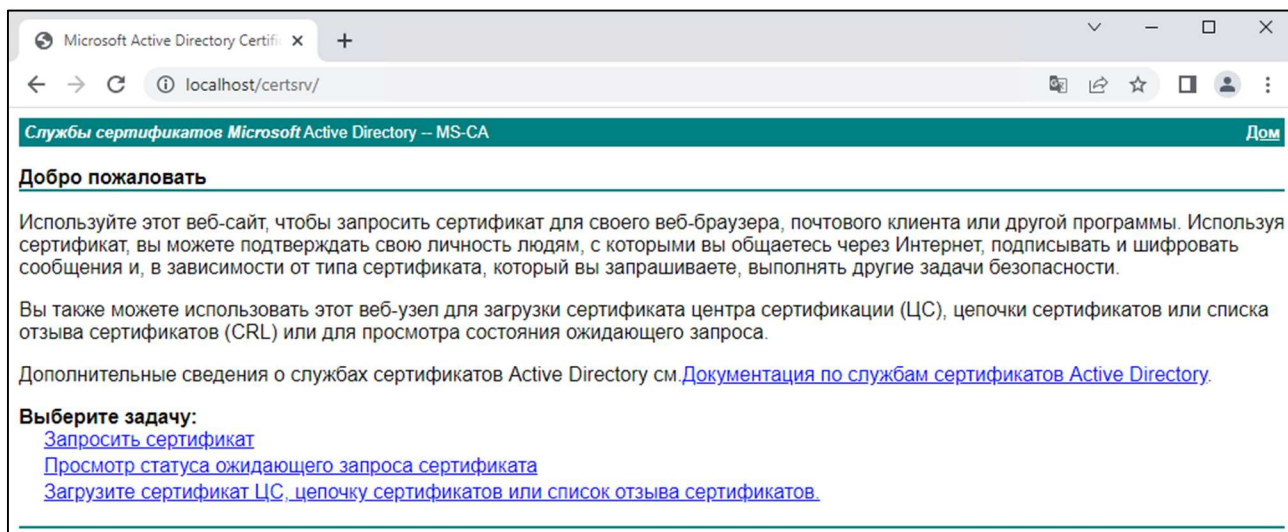 Microsoft Active Directory Certifi
localhost/certsrv/
Службы сертификатов Microsoft Active Directory -- MS-CA
Дом
Добро пожаловать
Используйте этот веб-сайт, чтобы запросить сертификат для своего веб-браузера, почтового клиента или другой программы. Используя
сертификат, вы можете подтверждать свою личность людям, с которыми вы общаетесь через Интернет, подписывать и шифровать
сообщения и, в зависимости от типа сертификата, который вы запрашиваете, выполнять другие задачи безопасности.
Вы также можете использовать этот веб-узел для загрузки сертификата центра сертификации (ЦС), цепочки сертификатов или списка
отзыва сертификатов (CRL) или для просмотра состояния ожидающего запроса.
Дополнительные сведения о службах сертификатов Active Directory см.Документация по службам сертификатов Active Directory.
Выберите задачу:
Запросить сертификат
Просмотр статуса ожидающего запроса сертификата
Загрузите сертификат ЦС, цепочку сертификатов или список отзыва сертификатов.